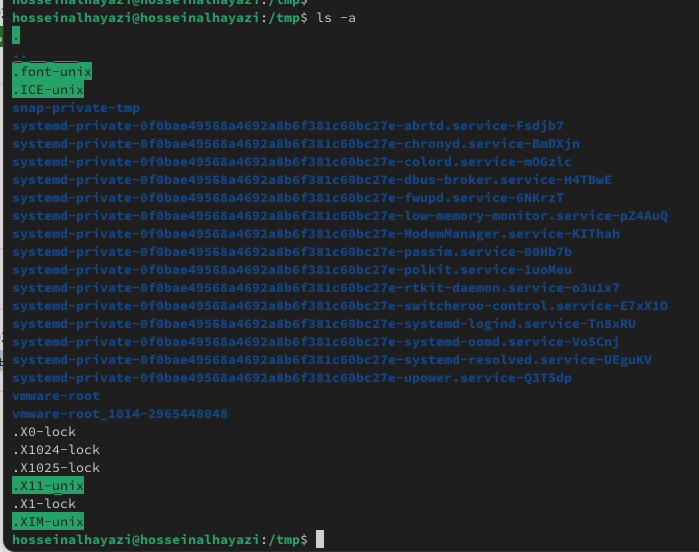 hosseinalhayazi@hosseinalhayazi:/tmp$
hosseinalhayazi@hosseinalhayazi:/tmp$ ls -a
.
..
.font-unix
.ICE-unix
snap-private-tmp
systemd-private-0f0bae49568a4692a8b6f381c60bc27e-abrtd.service-Fsdjb7
systemd-private-0f0bae49568a4692a8b6f381c60bc27e-chronyd.service-BmDXjn
systemd-private-0f0bae49568a4692a8b6f381c60bc27e-colord.service-mOGzlc
systemd-private-0f0bae49568a4692a8b6f381c60bc27e-dbus-broker.service-H4TBwE
systemd-private-0f0bae49568a4692a8b6f381c60bc27e-fwupd.service-6NKrzT
systemd-private-0f0bae49568a4692a8b6f381c60bc27e-low-memory-monitor.service-pZ4AuQ
systemd-private-0f0bae49568a4692a8b6f381c60bc27e-ModemManager.service-KIThah
systemd-private-0f0bae49568a4692a8b6f381c60bc27e-passim.service-00Hb7b
systemd-private-0f0bae49568a4692a8b6f381c60bc27e-polkit.service-1uoMeu
systemd-private-0f0bae49568a4692a8b6f381c60bc27e-rtkit-daemon.service-o3u1x7
systemd-private-0f0bae49568a4692a8b6f381c60bc27e-switcheroo-control.service-E7xX1O
systemd-private-0f0bae49568a4692a8b6f381c60bc27e-systemd-logind.service-Tn8xRU
systemd-private-0f0bae49568a4692a8b6f381c60bc27e-systemd-oomd.service-Vo5Cnj
systemd-private-0f0bae49568a4692a8b6f381c60bc27e-systemd-resolved.service-UEguKV
systemd-private-0f0bae49568a4692a8b6f381c60bc27e-upower.service-Q3TSdp
vmware-root
vmware-root_1014-2965448048
.X0-lock
.X1024-lock
.X1025-lock
.X11-unix
.X1-lock
.XIM-unix
hosseinalhayazi@hosseinalhayazi:/tmp$